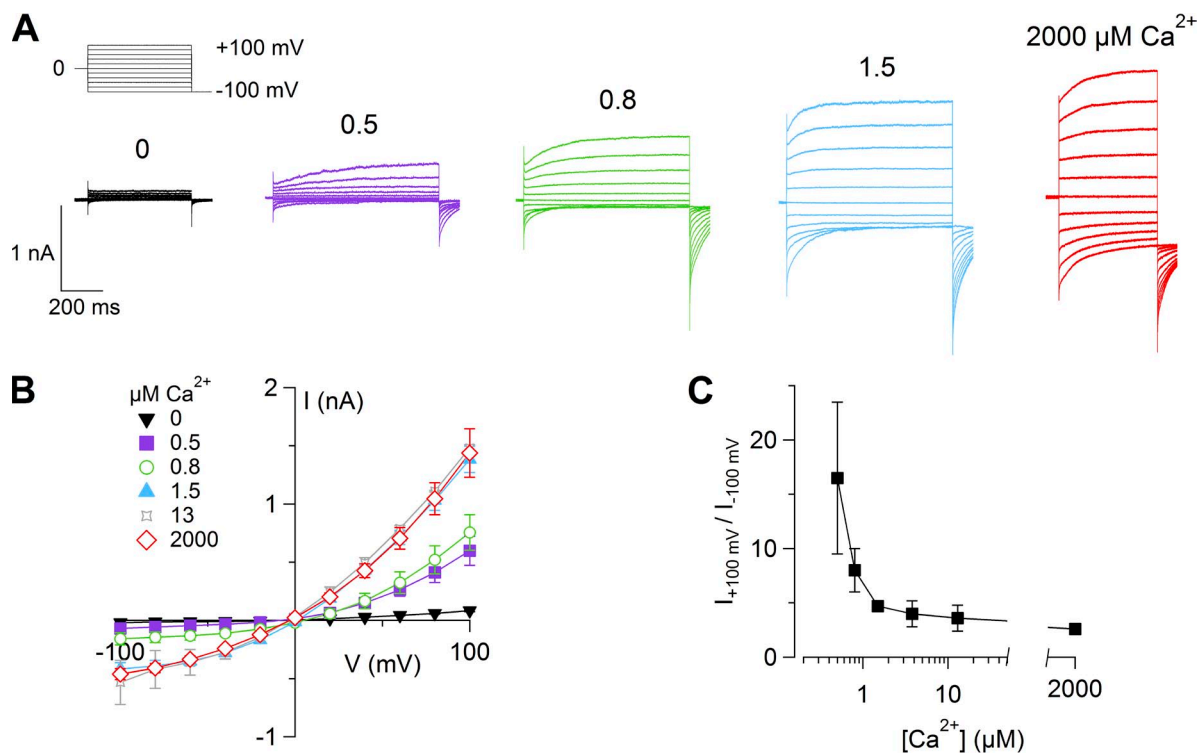 A
+100 mV
0
-100 mV
0
0.5
0.8
1.5
2000 µM Ca²⁺
1 nA
200 ms
B
µM Ca²⁺
0
0.5
0.8
1.5
13
2000
2
I (nA)
1
-100
V (mV)
100
-1
C
I+100 mV / I-100 mV
20
10
0
1
10
2000
[Ca²⁺] (µM)